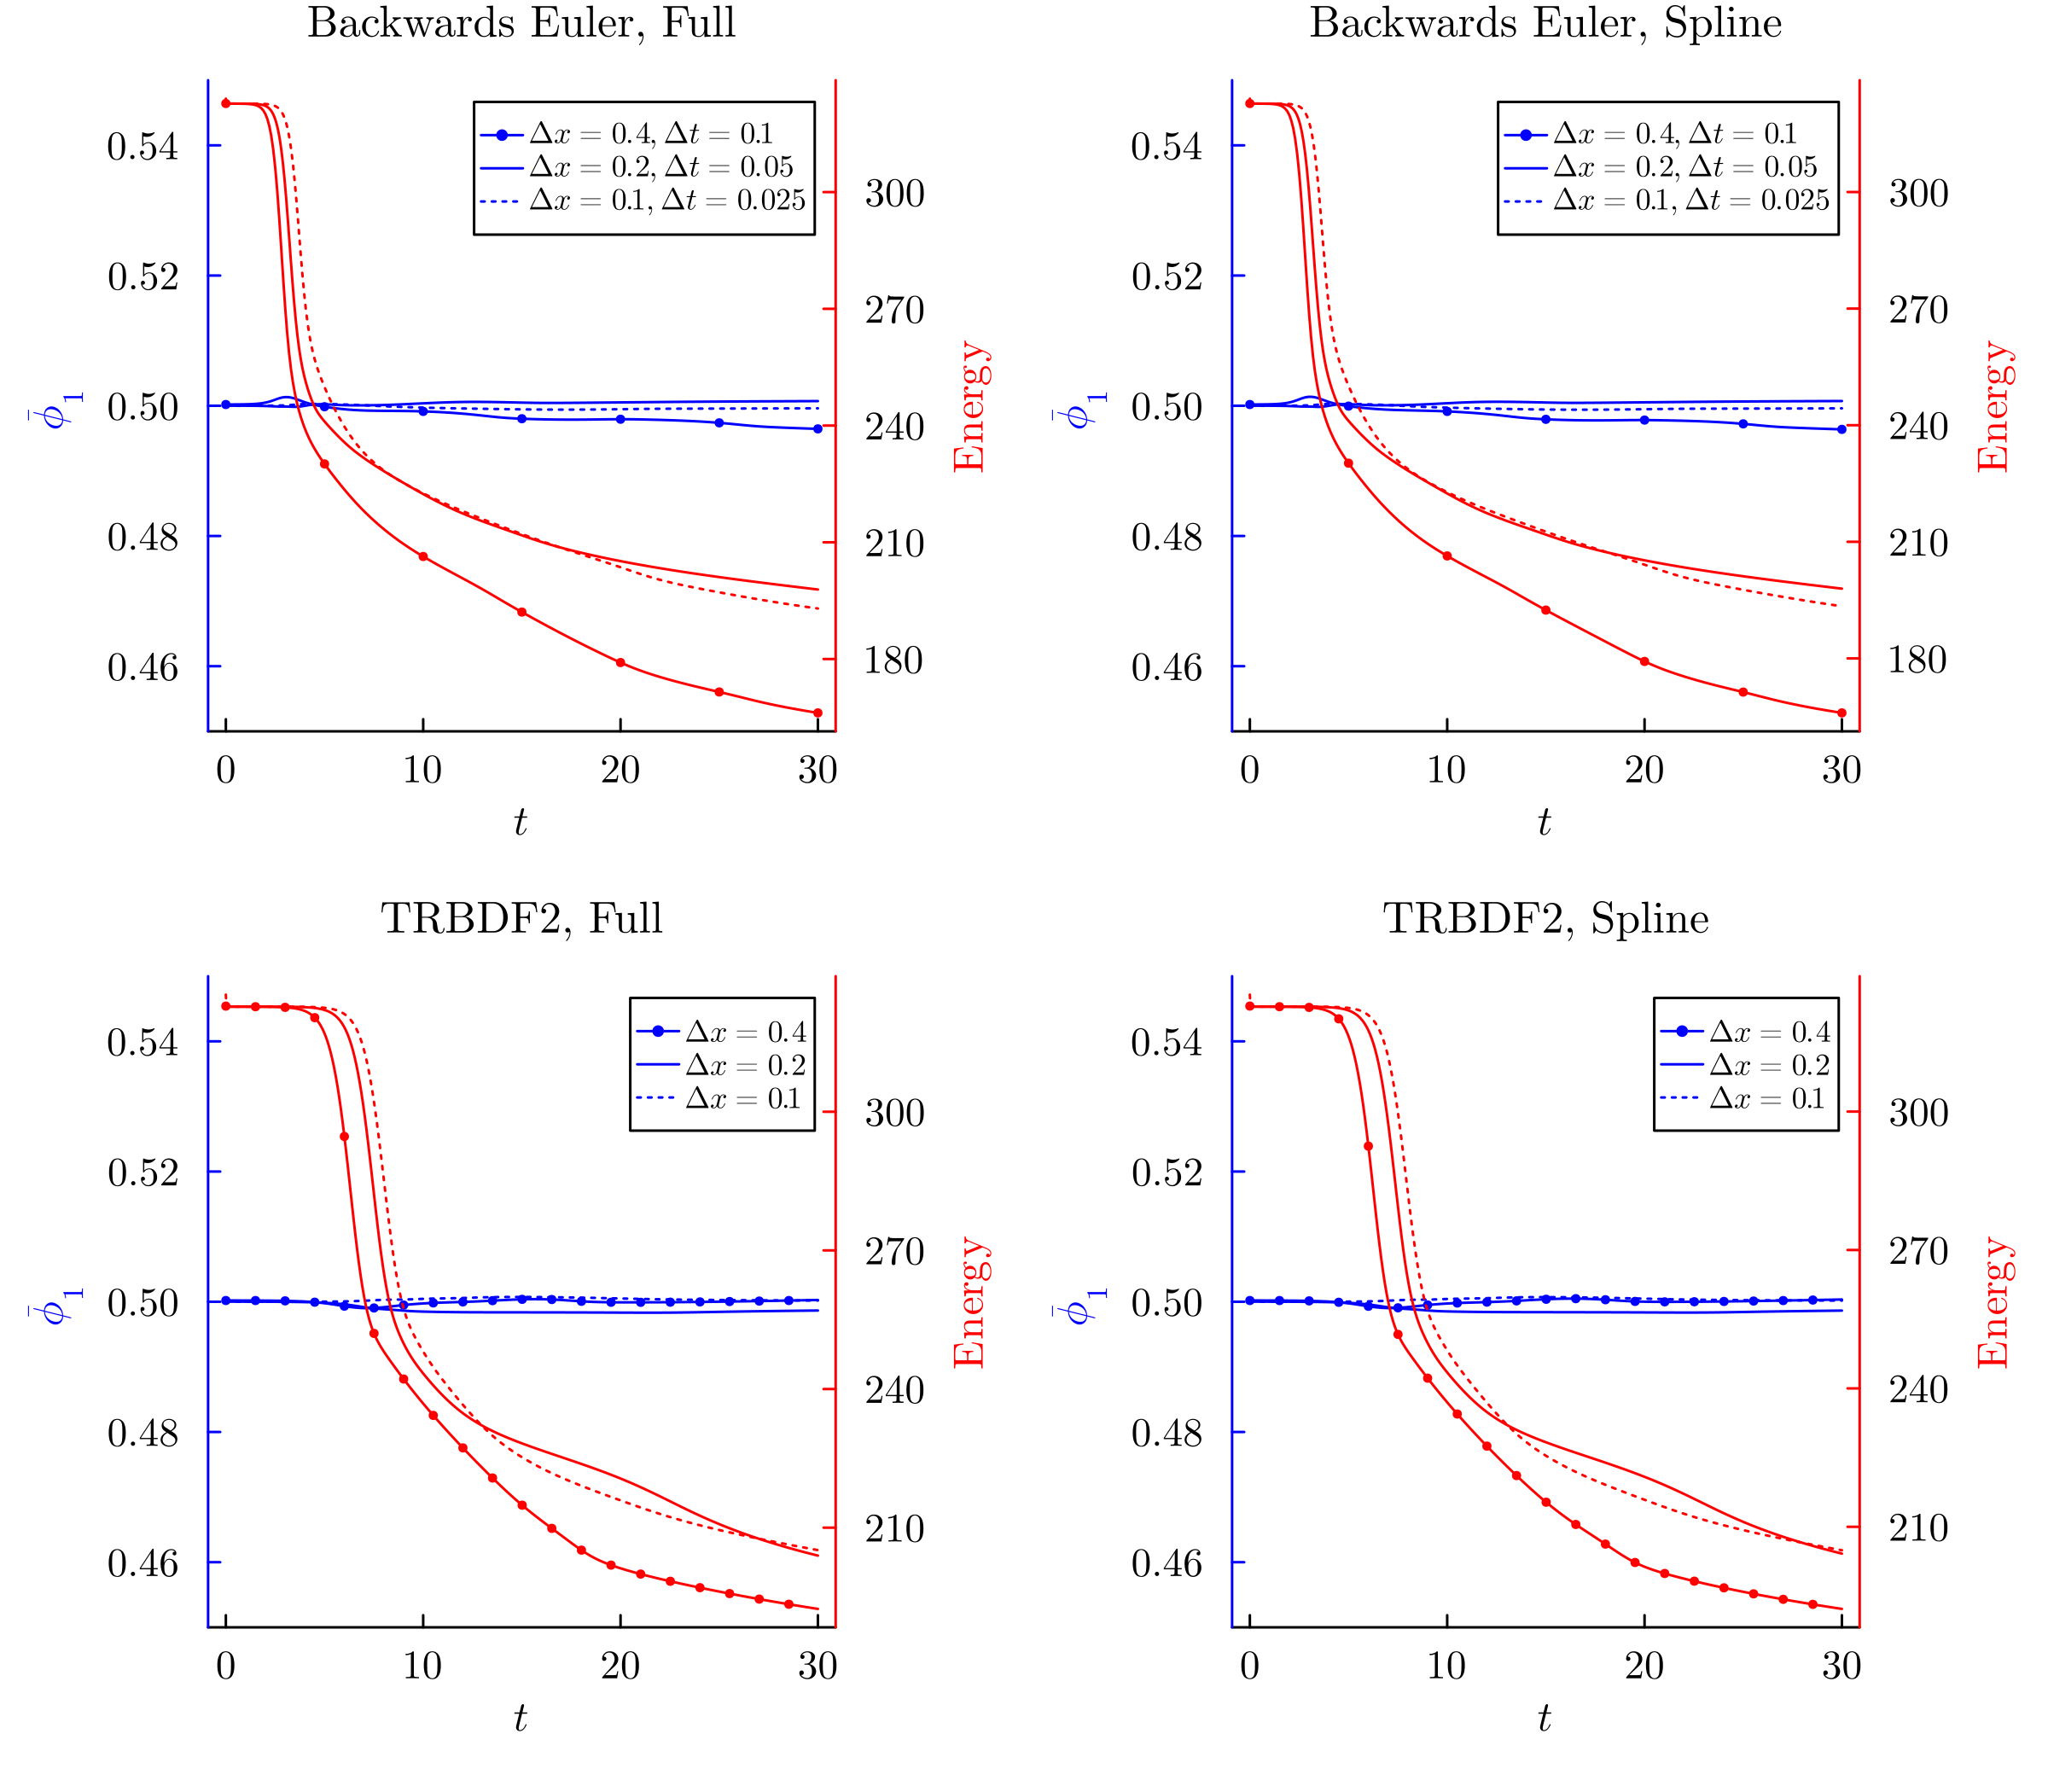 Backwards Euler, Full
Δx = 0.4, Δt = 0.1
Δx = 0.2, Δt = 0.05
Δx = 0.1, Δt = 0.025
0.54
0.52
0.50
0.48
0.46
ϕ̄₁
300
270
240
210
180
Energy
0 10 20 30
t
Backwards Euler, Spline
Δx = 0.4, Δt = 0.1
Δx = 0.2, Δt = 0.05
Δx = 0.1, Δt = 0.025
0.54
0.52
0.50
0.48
0.46
ϕ̄₁
300
270
240
210
180
Energy
0 10 20 30
t
TRBDF2, Full
Δx = 0.4
Δx = 0.2
Δx = 0.1
0.54
0.52
0.50
0.48
0.46
ϕ̄₁
300
270
240
210
Energy
0 10 20 30
t
TRBDF2, Spline
Δx = 0.4
Δx = 0.2
Δx = 0.1
0.54
0.52
0.50
0.48
0.46
ϕ̄₁
300
270
240
210
Energy
0 10 20 30
t